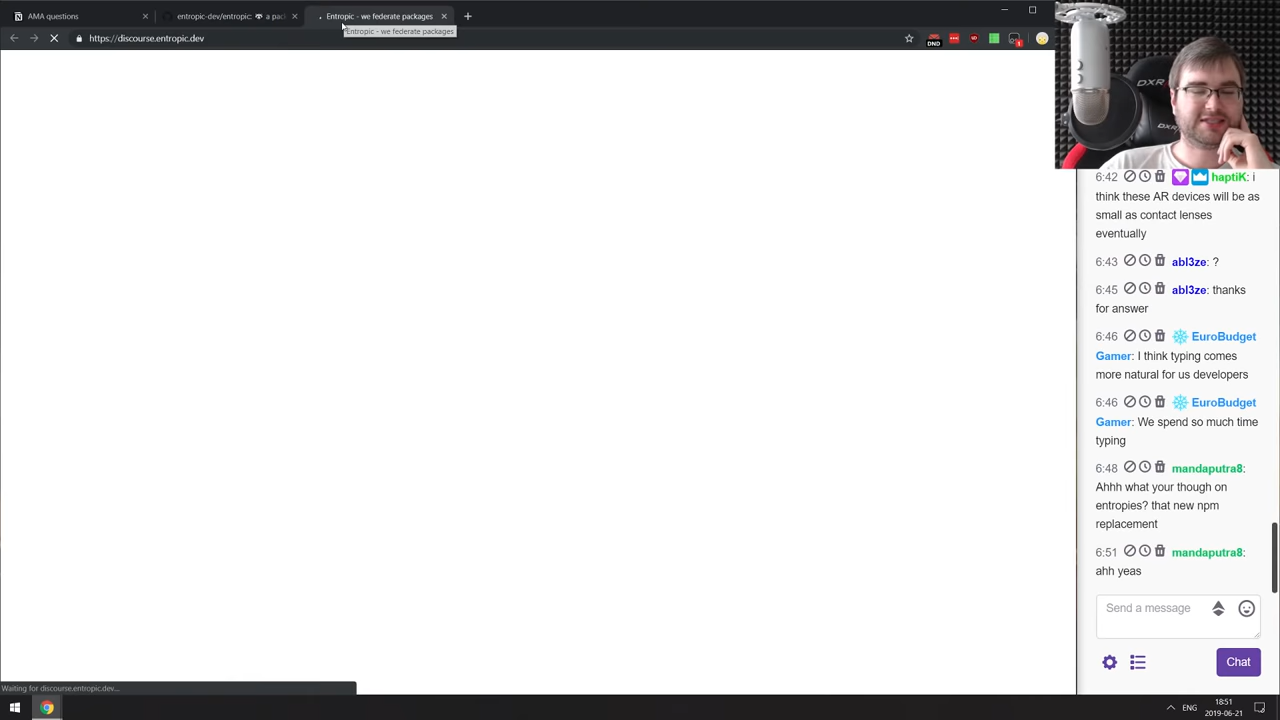 AMA questions
entropic-dev/entropic: a pac
Entropic - we federate packages
Entropic - we federate packages
https://discourse.entropic.dev
DND
1
DXR
DXR
6:42 haptiK: i
think these AR devices will be as
small as contact lenses
eventually
6:43 abl3ze: ?
6:45 abl3ze: thanks
for answer
6:46 EuroBudget
Gamer: I think typing comes
more natural for us developers
6:46 EuroBudget
Gamer: We spend so much time
typing
6:48 mandaputra8:
Ahhh what your though on
entropies? that new npm
replacement
6:51 mandaputra8:
ahh yeas
Send a message
Chat
Waiting for discourse.entropic.dev...
ENG
18:51
2019-06-21